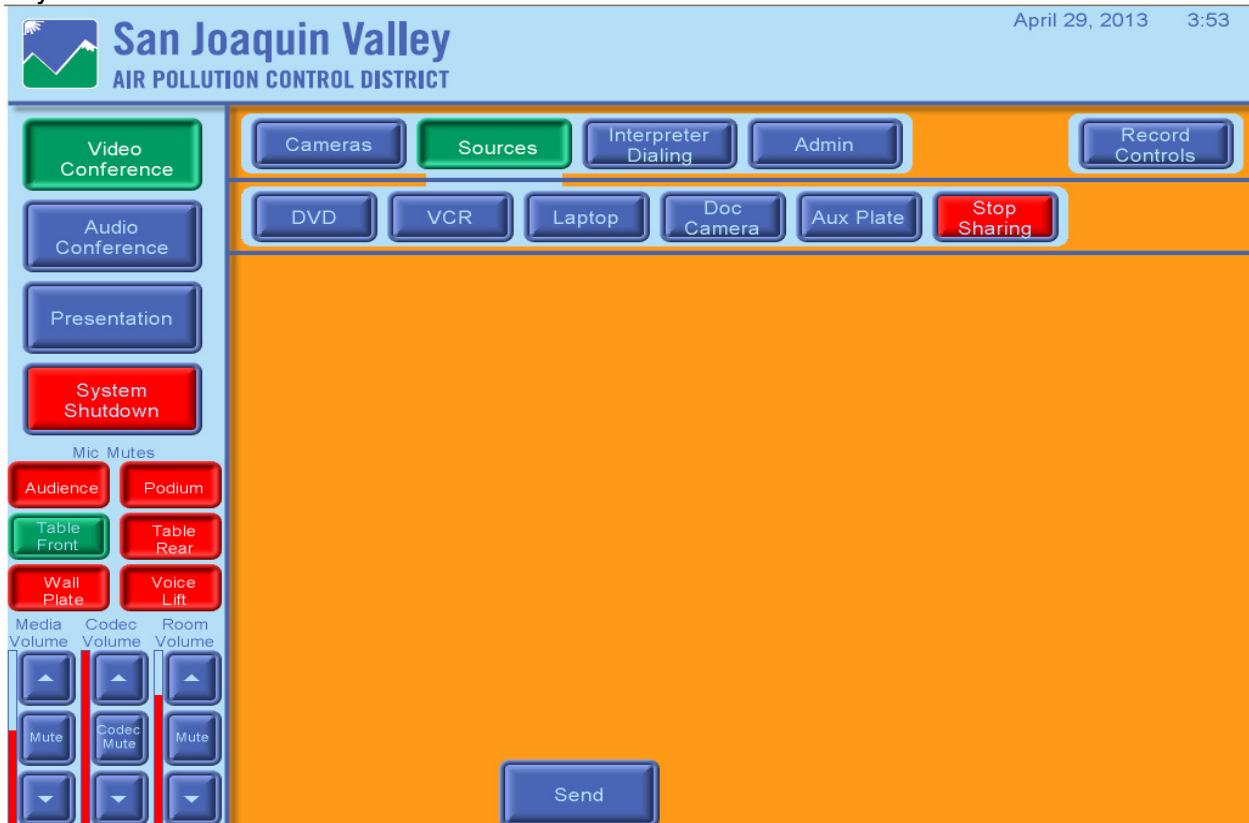 San Joaquin Valley
AIR POLLUTION CONTROL DISTRICT
April 29, 2013 3:53
Video
Conference
Audio
Conference
Presentation
System
Shutdown
Mic Mutes
Audience Podium
Table
Front
Table
Rear
Wall
Plate
Voice
Lift
Media
Volume
Codec
Volume
Room
Volume
Mute
Codec
Mute
Mute
Cameras
Sources
Interpreter
Dialing
Admin
Record
Controls
DVD
VCR
Laptop
Doc
Camera
Aux Plate
Stop
Sharing
Send